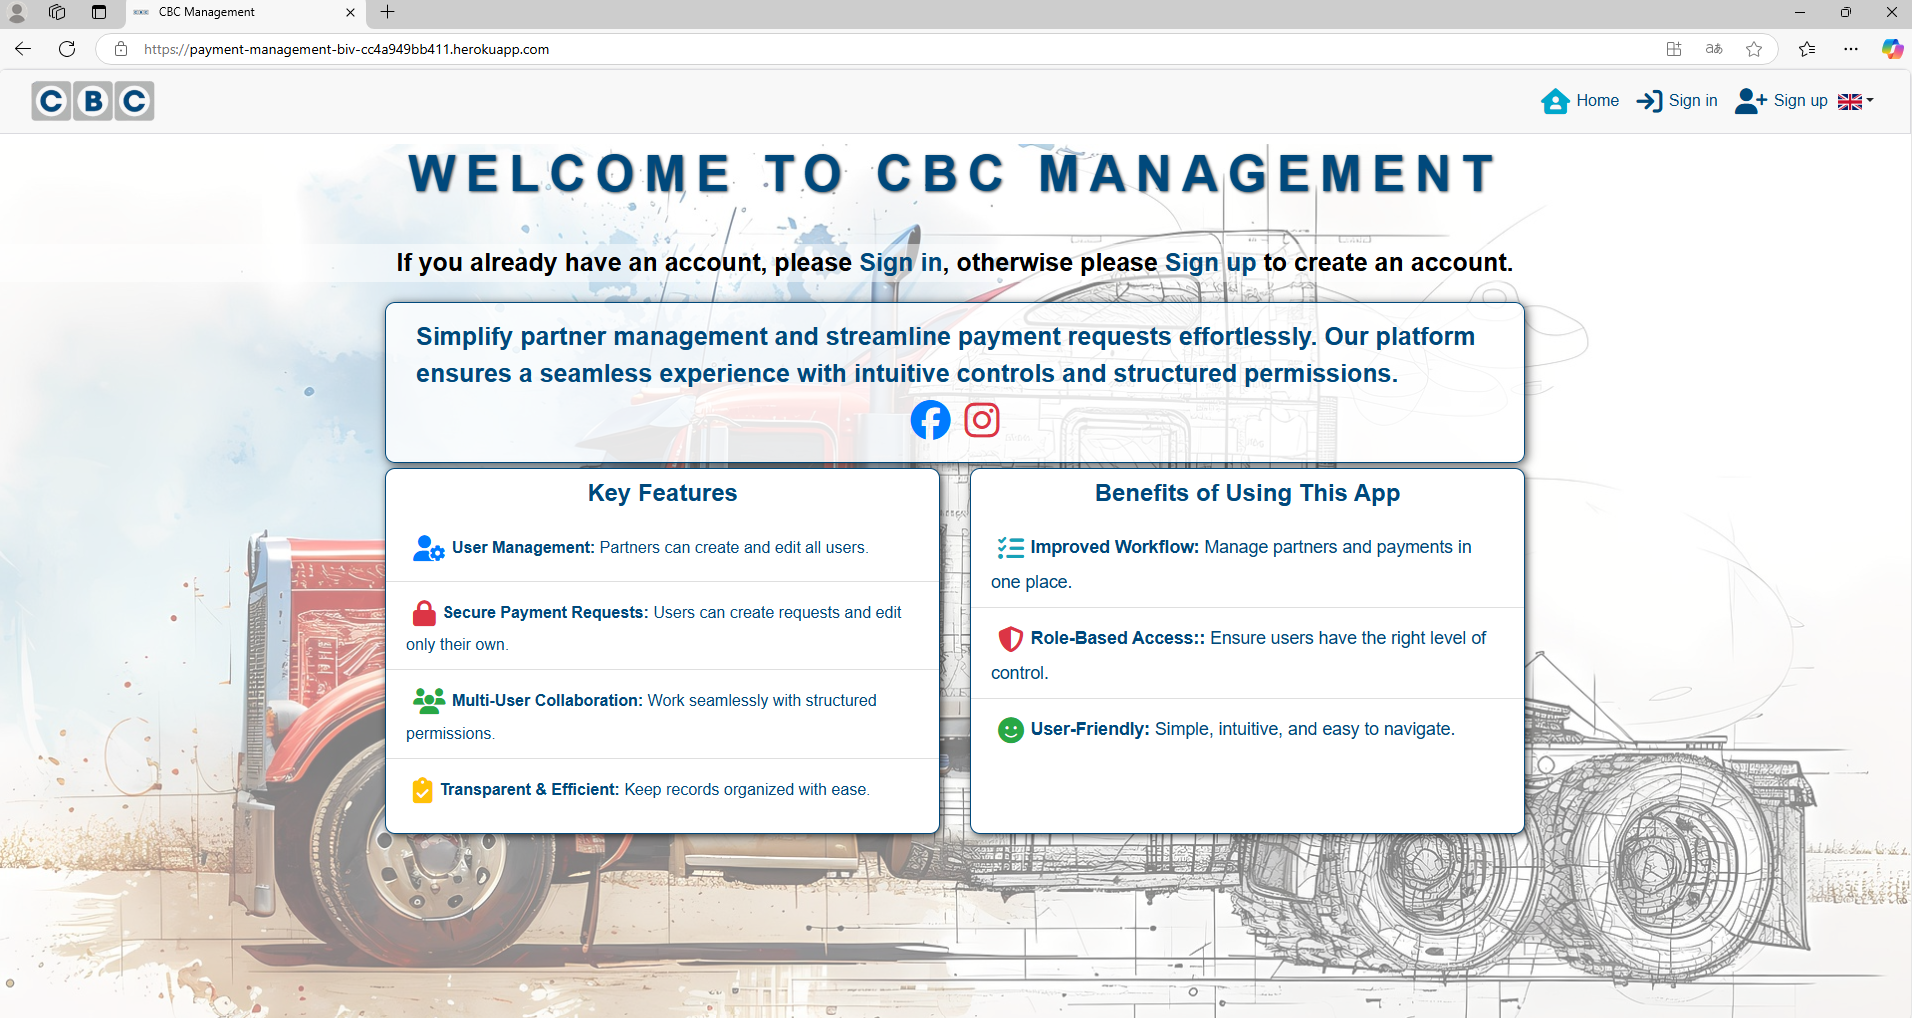 CBC Management
https://payment-management-biv-cc4a949bb411.herokuapp.com
CBC
Home
Sign in
Sign up
WELCOME TO CBC MANAGEMENT
If you already have an account, please Sign in, otherwise please Sign up to create an account.
Simplify partner management and streamline payment requests effortlessly. Our platform
ensures a seamless experience with intuitive controls and structured permissions.
Key Features
User Management: Partners can create and edit all users.
Secure Payment Requests: Users can create requests and edit
only their own.
Multi-User Collaboration: Work seamlessly with structured
permissions.
Transparent & Efficient: Keep records organized with ease.
Benefits of Using This App
Improved Workflow: Manage partners and payments in
one place.
Role-Based Access:: Ensure users have the right level of
control.
User-Friendly: Simple, intuitive, and easy to navigate.